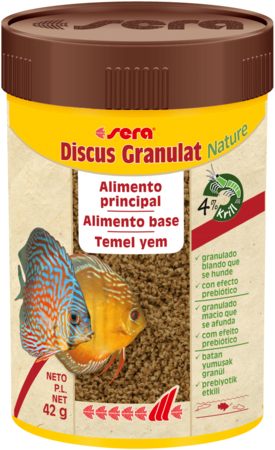 sera
sera
Discus Granulat Nature
4% Krill
Alimento
principal
Alimento base
Temel yem
granulado
blando que
se hunde
con efecto
prebiótico
granulado
macio que
se afunda
com efeito
prebiótico
batan
yumuşak
granül
prebiyotik
etkili
NETO
P.L.
NET
42 g